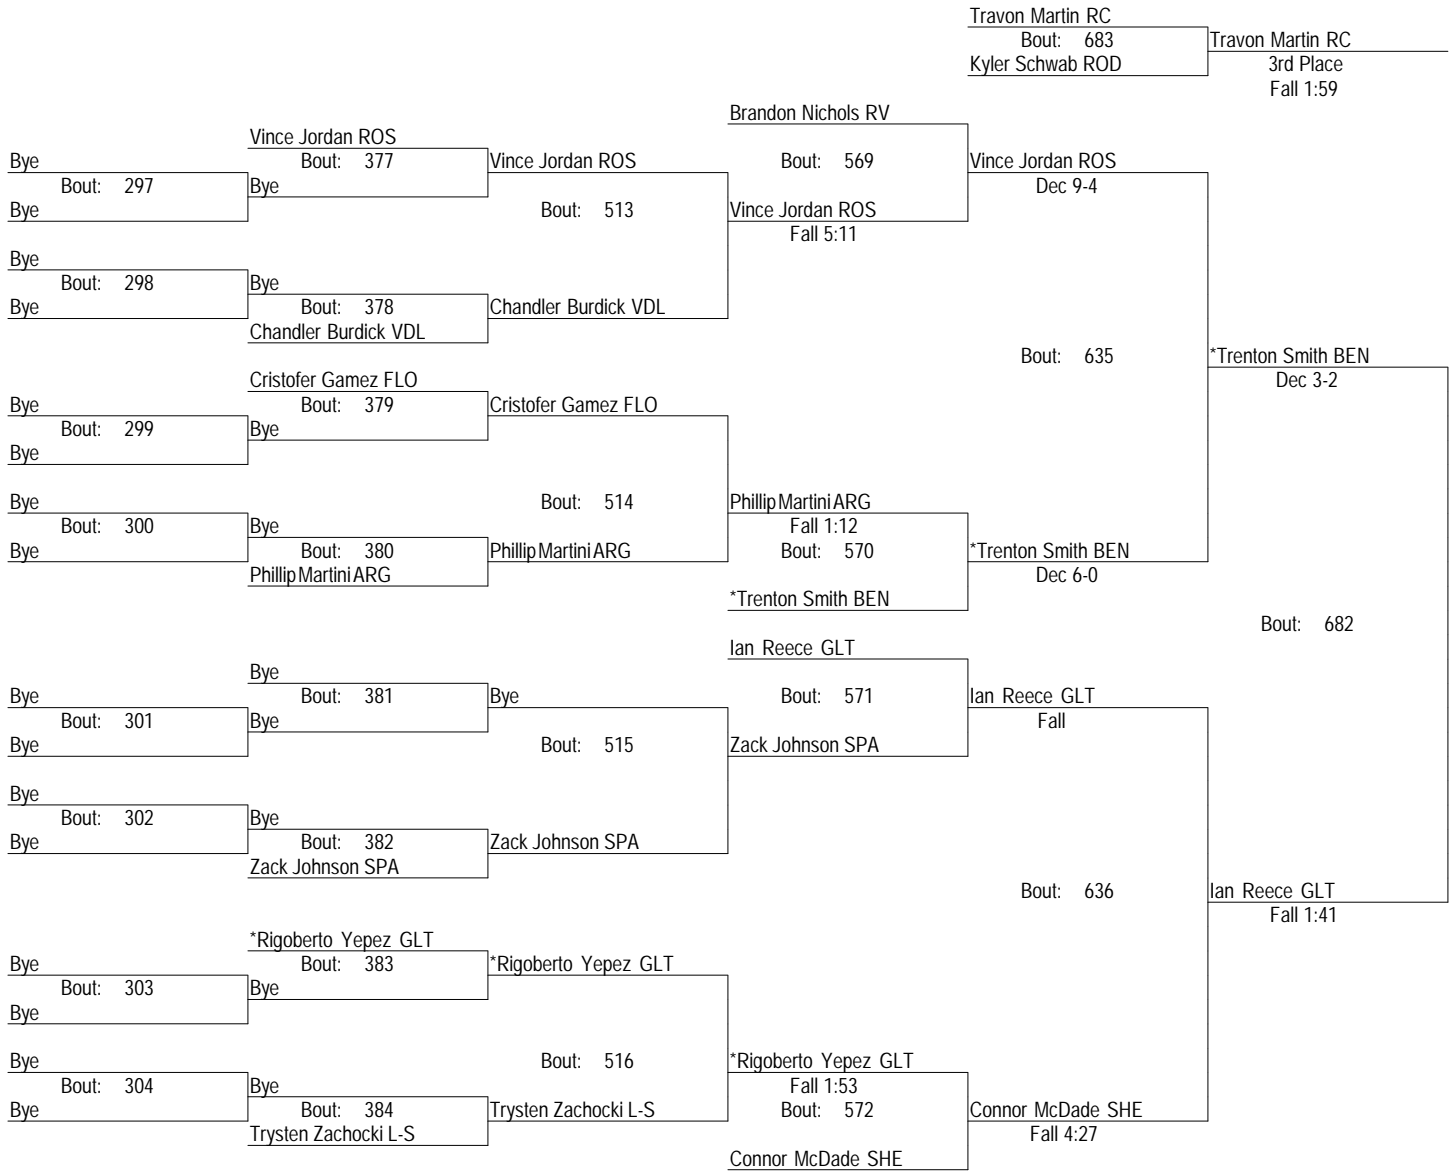 Travon Martin RC
Bout: 683
Travon Martin RC
Kyler Schwab ROD
3rd Place
Fall 1:59
Brandon Nichols RV
Vince Jordan ROS
Bye
Bout: 377
Vince Jordan ROS
Bout: 569
Vince Jordan ROS
Bout: 297
Bye
Dec 9-4
Bye
Bout: 513
Vince Jordan ROS
Fall 5:11
Bye
Bout: 298
Bye
Bye
Bout: 378
Chandler Burdick VDL
Chandler Burdick VDL
Bout: 635
*Trenton Smith BEN
Cristofer Gamez FLO
Dec 3-2
Bye
Bout: 379
Cristofer Gamez FLO
Bout: 299
Bye
Bye
Bye
Bout: 514
Phillip Martini ARG
Bout: 300
Bye
Fall 1:12
Bye
Bout: 380
Phillip Martini ARG
Bout: 570
*Trenton Smith BEN
Phillip Martini ARG
Dec 6-0
*Trenton Smith BEN
Bout: 682
Ian Reece GLT
Bye
Bye
Bout: 381
Bye
Bout: 571
Ian Reece GLT
Bout: 301
Bye
Fall
Bye
Bout: 515
Zack Johnson SPA
Bye
Bout: 302
Bye
Bye
Bout: 382
Zack Johnson SPA
Zack Johnson SPA
Bout: 636
Ian Reece GLT
Fall 1:41
*Rigoberto Yepez GLT
Bye
Bout: 383
*Rigoberto Yepez GLT
Bout: 303
Bye
Bye
Bye
Bout: 516
*Rigoberto Yepez GLT
Bout: 304
Bye
Fall 1:53
Bye
Bout: 384
Trysten Zachocki L-S
Bout: 572
Connor McDade SHE
Trysten Zachocki L-S
Fall 4:27
Connor McDade SHE